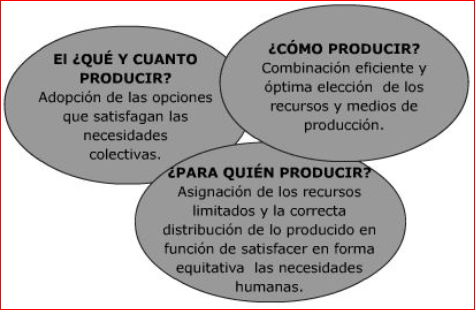 El ¿QUÉ Y CUANTO
PRODUCIR?
Adopción de las opciones
que satisfagan las
necesidades
colectivas.
¿CÓMO PRODUCIR?
Combinación eficiente y
óptima elección de los
recursos y medios de
producción.
¿PARA QUIÉN PRODUCIR?
Asignación de los recursos
limitados y la correcta
distribución de lo producido en
función de satisfacer en forma
equitativa las necesidades
humanas.